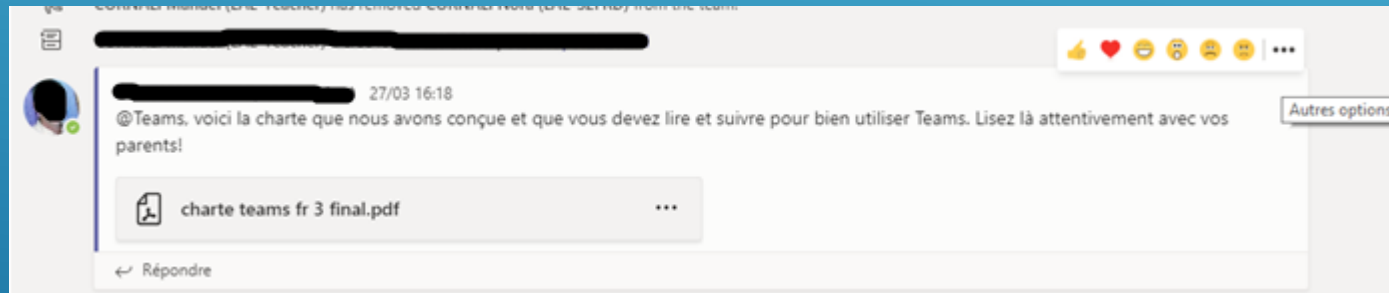 has removed
from the team.
27/03 16:18
@Teams, voici la charte que nous avons conçue et que vous devez lire et suivre pour bien utiliser Teams. Lisez là attentivement avec vos
parents!
Autres options
charte teams fr 3 final.pdf
Répondre